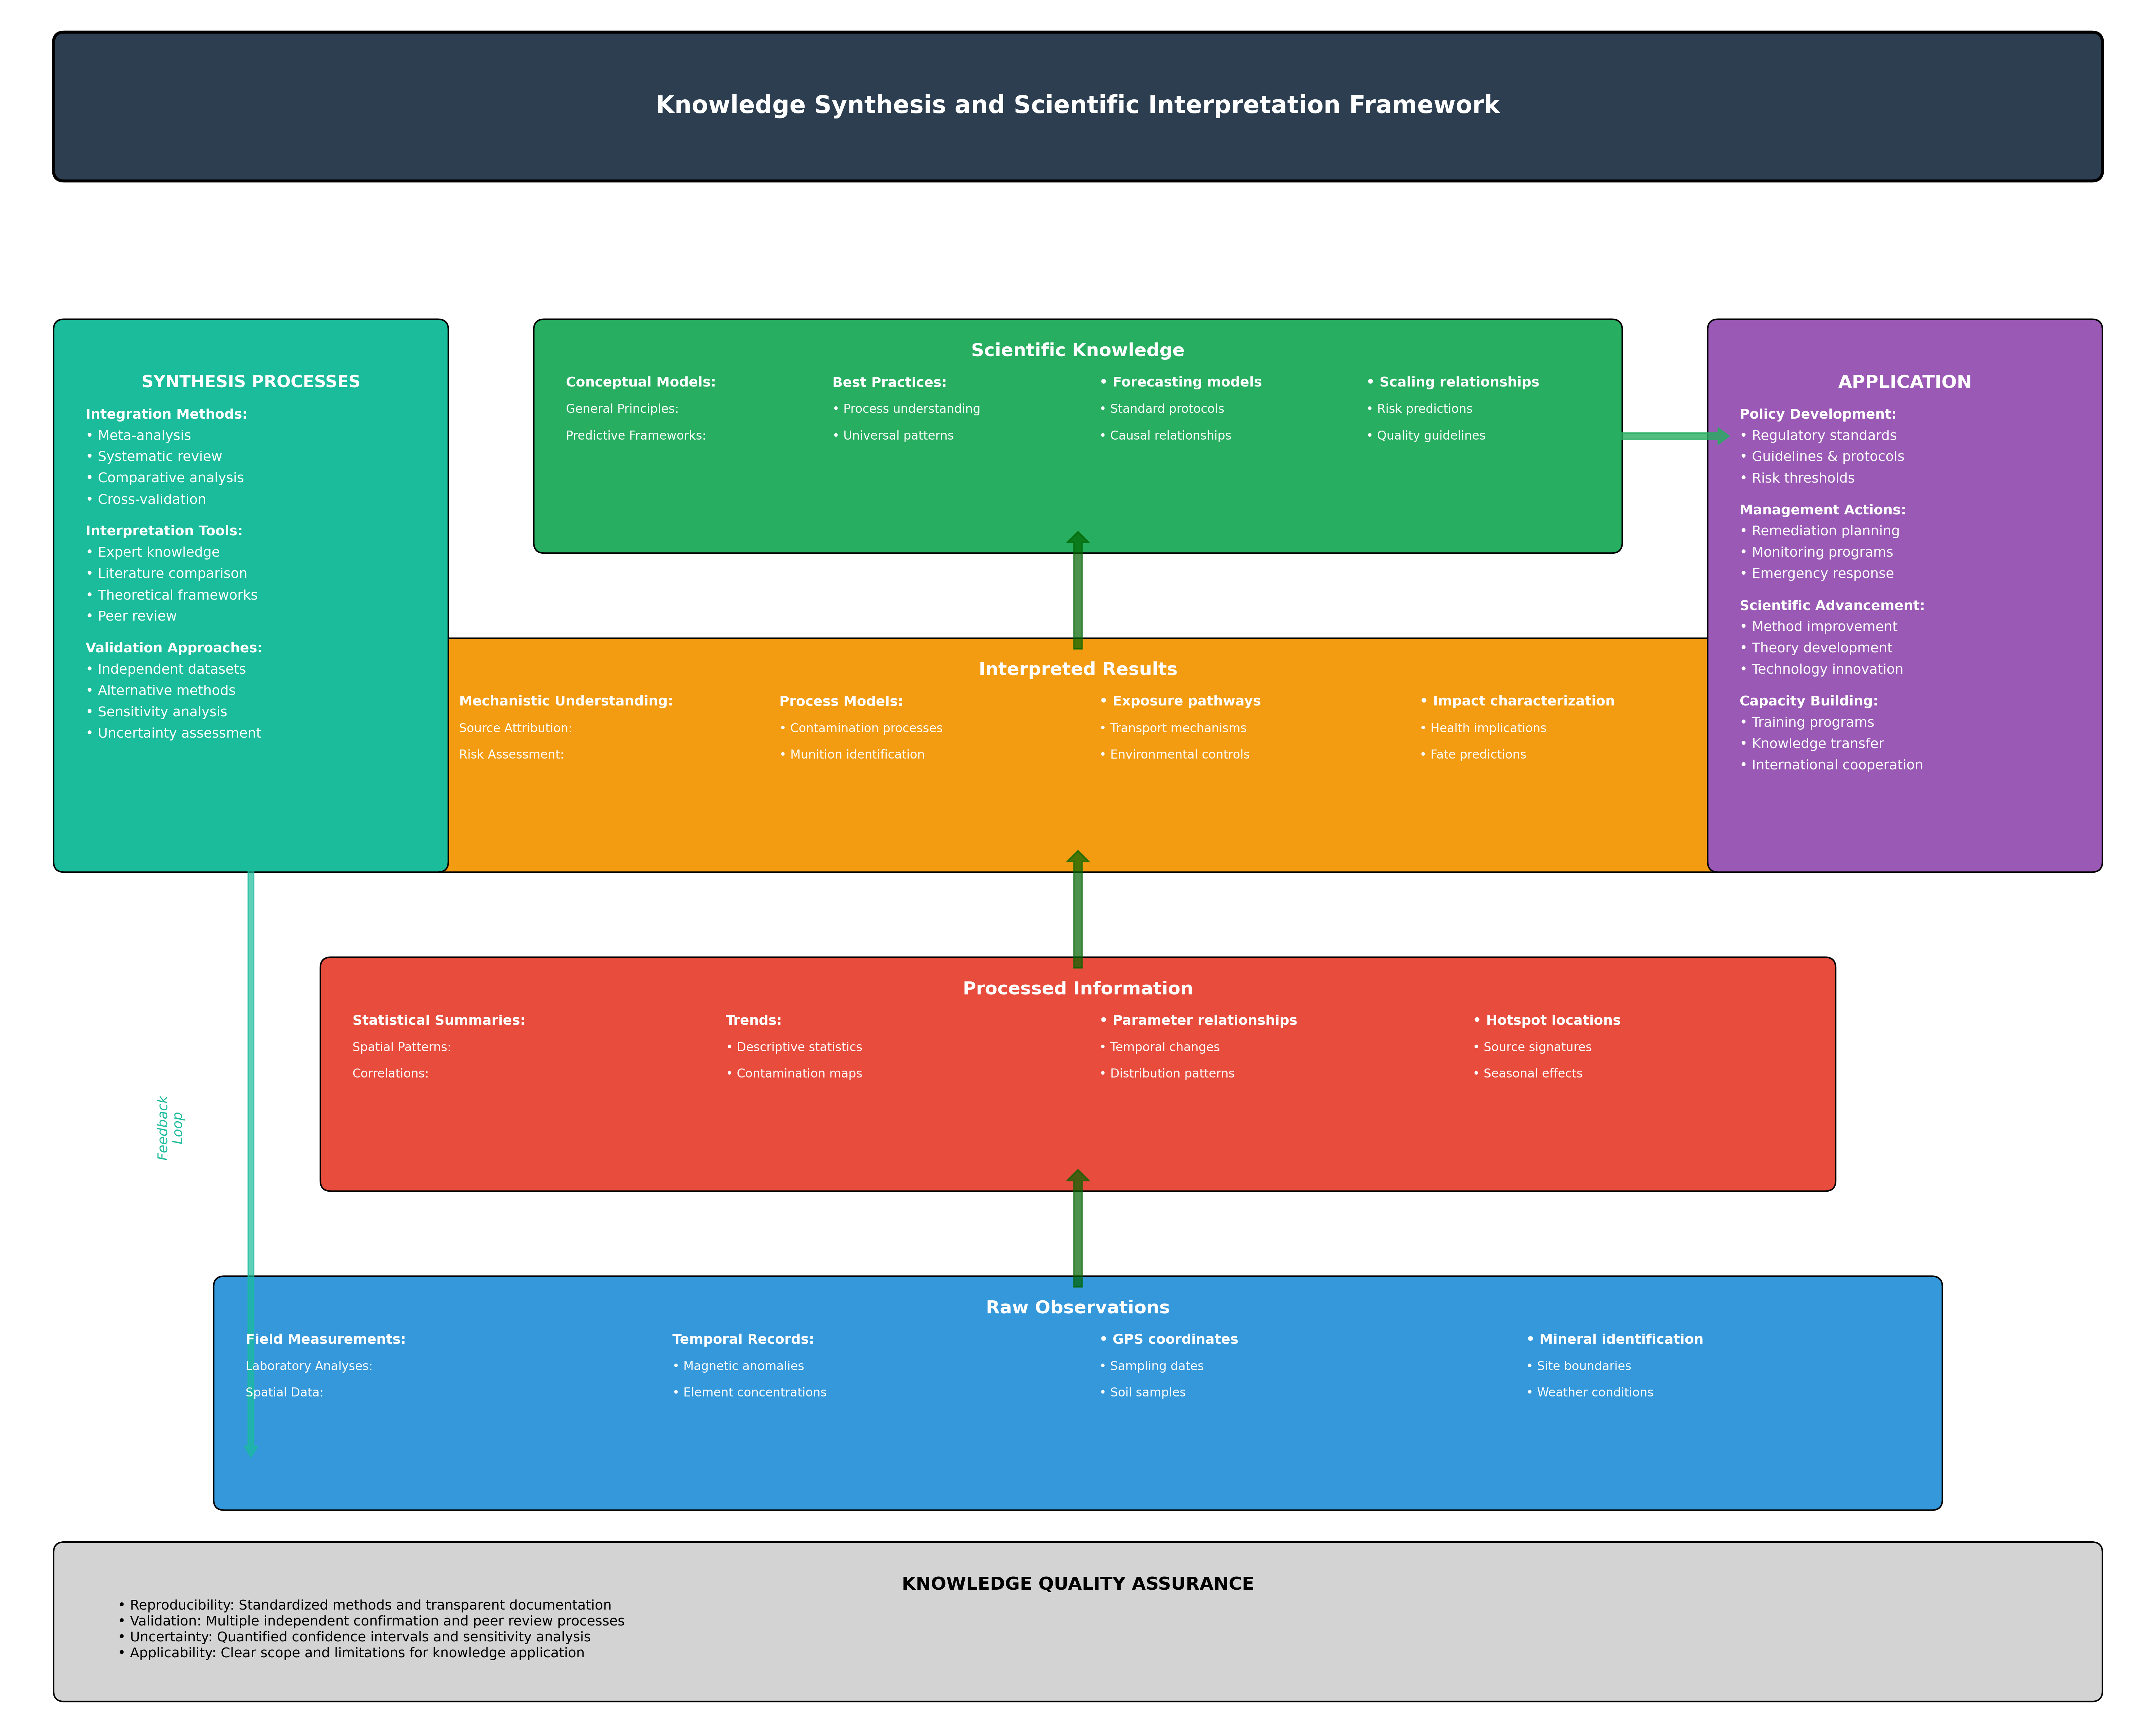 Knowledge Synthesis and Scientific Interpretation Framework
SYNTHESIS PROCESSES
Integration Methods:
• Meta-analysis
• Systematic review
• Comparative analysis
• Cross-validation
Interpretation Tools:
• Expert knowledge
• Literature comparison
• Theoretical frameworks
• Peer review
Validation Approaches:
• Independent datasets
• Alternative methods
• Sensitivity analysis
• Uncertainty assessment
Scientific Knowledge
Conceptual Models:
General Principles:
Predictive Frameworks:
Best Practices:
• Process understanding
• Universal patterns
• Forecasting models
• Standard protocols
• Causal relationships
• Scaling relationships
• Risk predictions
• Quality guidelines
APPLICATION
Policy Development:
• Regulatory standards
• Guidelines & protocols
• Risk thresholds
Management Actions:
• Remediation planning
• Monitoring programs
• Emergency response
Scientific Advancement:
• Method improvement
• Theory development
• Technology innovation
Capacity Building:
• Training programs
• Knowledge transfer
• International cooperation
Interpreted Results
Mechanistic Understanding:
Source Attribution:
Risk Assessment:
Process Models:
• Contamination processes
• Munition identification
• Exposure pathways
• Transport mechanisms
• Environmental controls
• Impact characterization
• Health implications
• Fate predictions
Processed Information
Statistical Summaries:
Spatial Patterns:
Correlations:
Trends:
• Descriptive statistics
• Contamination maps
• Parameter relationships
• Temporal changes
• Distribution patterns
• Hotspot locations
• Source signatures
• Seasonal effects
Feedback
Loop
Raw Observations
Field Measurements:
Laboratory Analyses:
Spatial Data:
Temporal Records:
• Magnetic anomalies
• Element concentrations
• GPS coordinates
• Sampling dates
• Soil samples
• Mineral identification
• Site boundaries
• Weather conditions
KNOWLEDGE QUALITY ASSURANCE
• Reproducibility: Standardized methods and transparent documentation
• Validation: Multiple independent confirmation and peer review processes
• Uncertainty: Quantified confidence intervals and sensitivity analysis
• Applicability: Clear scope and limitations for knowledge application